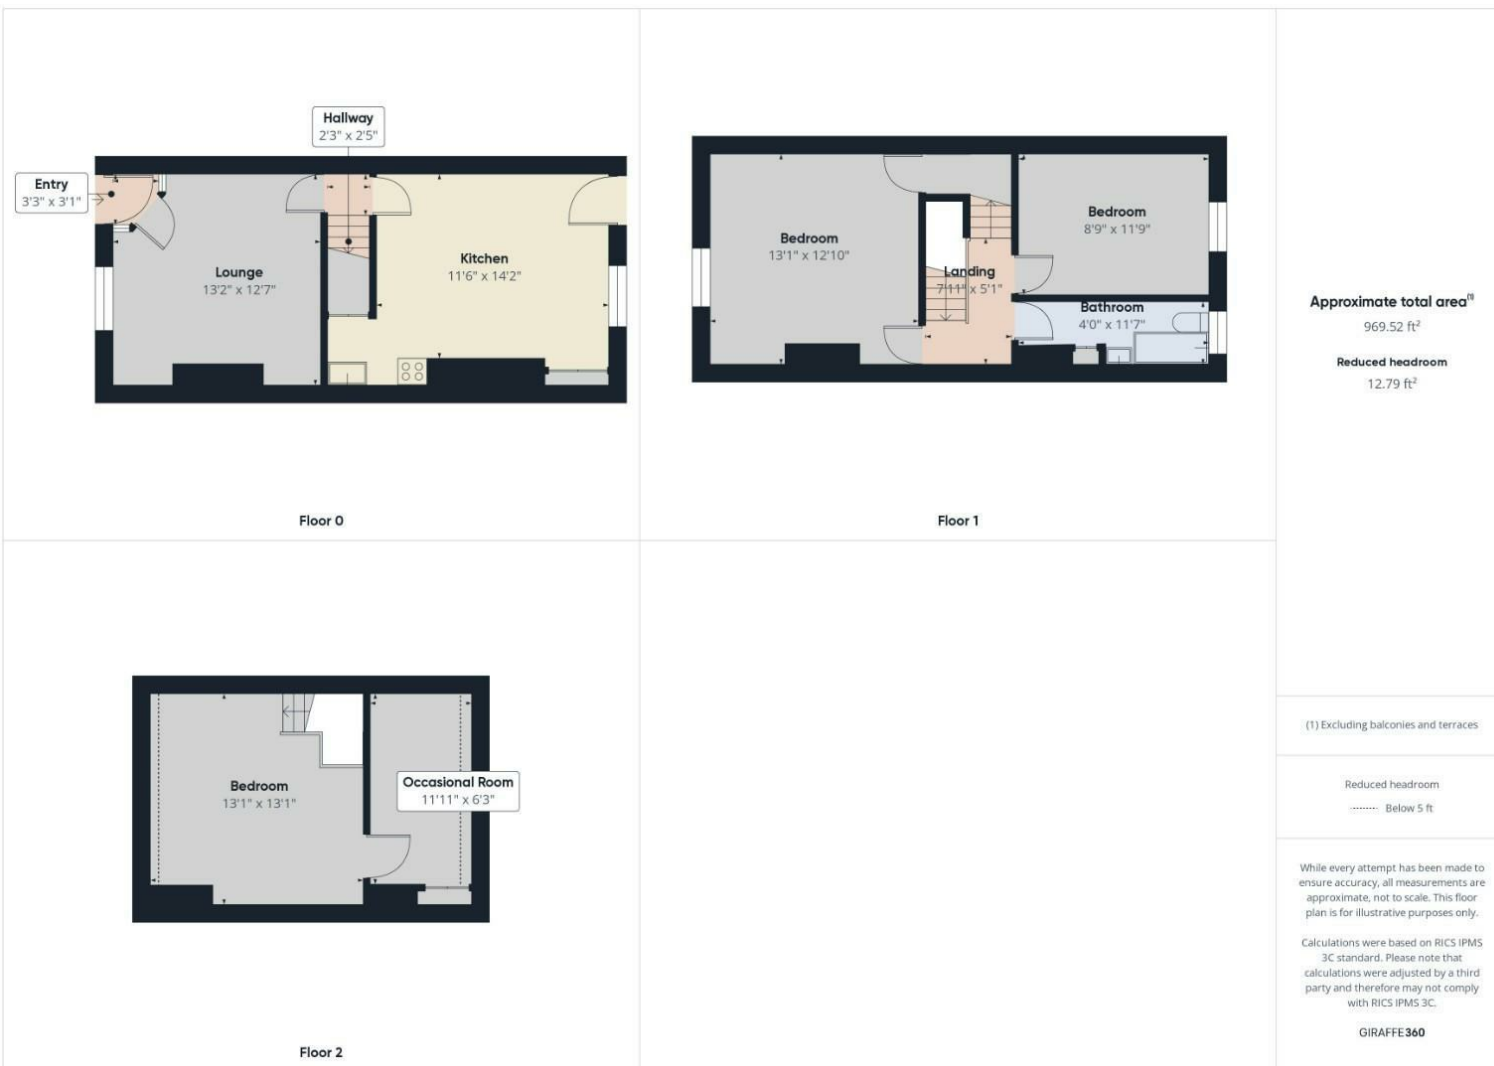 Hallway
2'3" x 2'5"
Entry
3'3" x 3'1"
Lounge
13'2" x 12'7"
Kitchen
11'6" x 14'2"
Floor 0
Bedroom
13'1" x 12'10"
Landing
7'11" x 5'1"
Bedroom
8'9" x 11'9"
Bathroom
4'0" x 11'7"
Floor 1
Bedroom
13'1" x 13'1"
Occasional Room
11'11" x 6'3"
Floor 2
Approximate total area(1)
969.52 ft²
Reduced headroom
12.79 ft²
(1) Excluding balconies and terraces
Reduced headroom
Below 5 ft
While every attempt has been made to
ensure accuracy, all measurements are
approximate, not to scale. This floor
plan is for illustrative purposes only.
Calculations were based on RICS IPMS
3C standard. Please note that
calculations were adjusted by a third
party and therefore may not comply
with RICS IPMS 3C.
GIRAFFE360